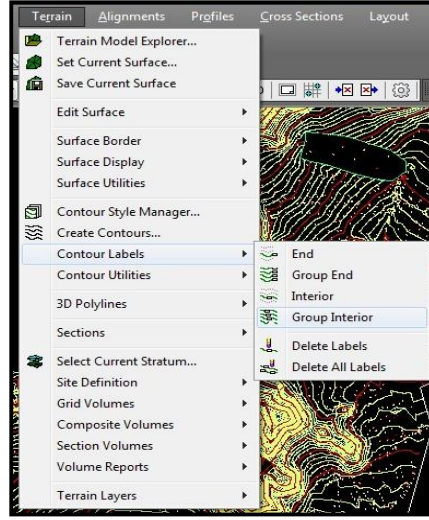 Terrain Alignments Profiles Cross Sections Layout
Terrain Model Explorer...
Set Current Surface...
Save Current Surface
Edit Surface
Surface Border
Surface Display
Surface Utilities
Contour Style Manager...
Create Contours...
Contour Labels
Contour Utilities
3D Polylines
Sections
Select Current Stratum...
Site Definition
Grid Volumes
Composite Volumes
Section Volumes
Volume Reports
Terrain Layers
End
Group End
Interior
Group Interior
Delete Labels
Delete All Labels